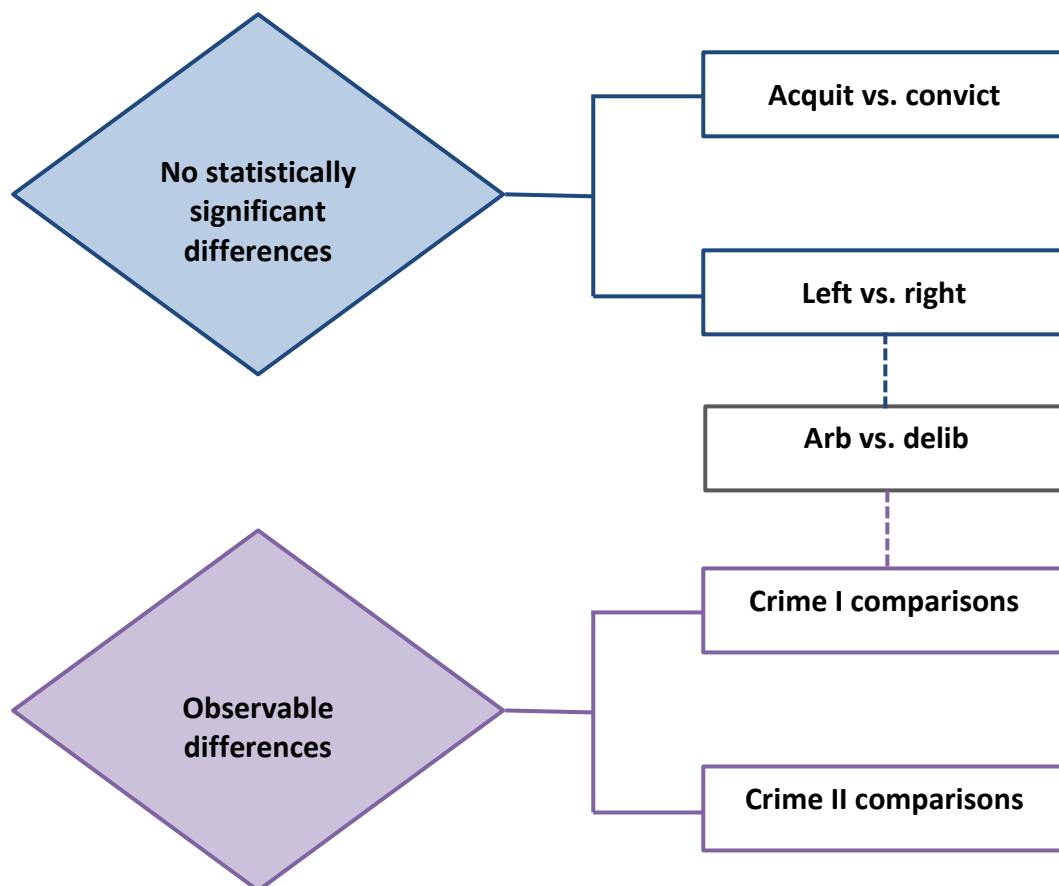 Acquit vs. convict
No statistically
significant
differences
Left vs. right
Arb vs. delib
Crime I comparisons
Observable
differences
Crime II comparisons